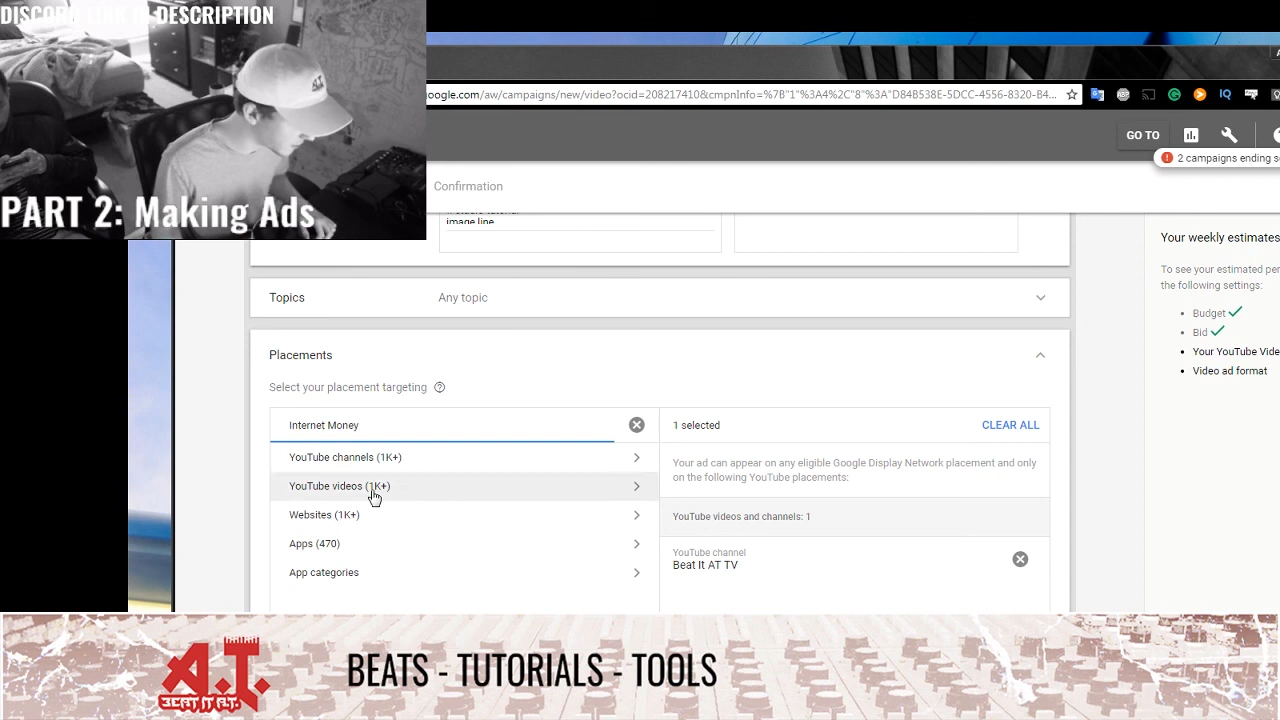 DISCORD LINK IN DESCRIPTION
PART 2: Making Ads
google.com/aw/campaigns/new/video?ocid=208217410&cmpnInfo=%7B"1"%3A4%2C"8"%3A"D84B538E-5DCC-4556-8320-B4...
IQ
GO TO
2 campaigns ending s
Confirmation
image line
Your weekly estimates
To see your estimated per
the following settings:
Budget
Bid
Your YouTube Vide
Video ad format
Topics
Any topic
Placements
Select your placement targeting
Internet Money
YouTube channels (1K+)
YouTube videos (1K+)
Websites (1K+)
Apps (470)
App categories
1 selected
CLEAR ALL
Your ad can appear on any eligible Google Display Network placement and only
on the following YouTube placements:
YouTube videos and channels: 1
YouTube channel
Beat It AT TV
A.T.
BEAT IT A.T.
BEATS - TUTORIALS - TOOLS